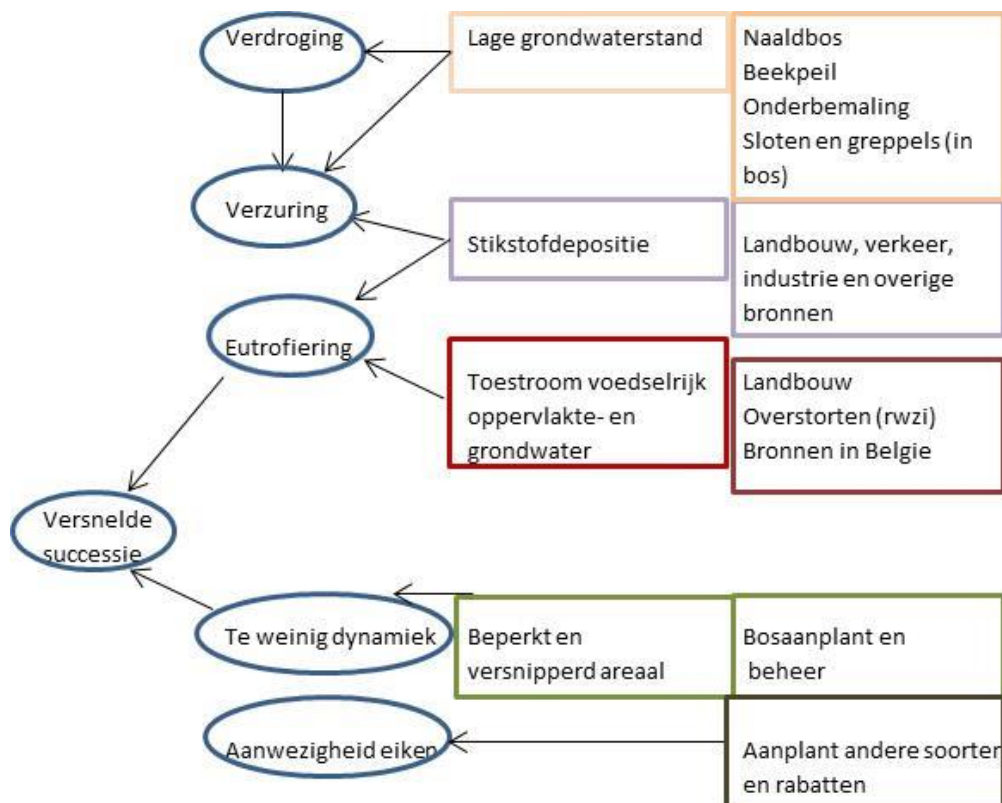 Verdroging
Lage grondwaterstand
Naaldbos
Beekpeil
Onderbemaling
Sloten en greppels (in
bos)
Verzuring
Stikstofdepositie
Landbouw, verkeer,
industrie en overige
bronnen
Eutrofiering
Toestroom voedselrijk
oppervlakte- en
grondwater
Landbouw
Overstorten (rwzi)
Bronnen in Belgie
Versnelde
successie
Te weinig dynamiek
Beperkt en
versnipperd areaal
Bosaanplant en
beheer
Aanwezigheid eiken
Aanplant andere soorten
en rabatten